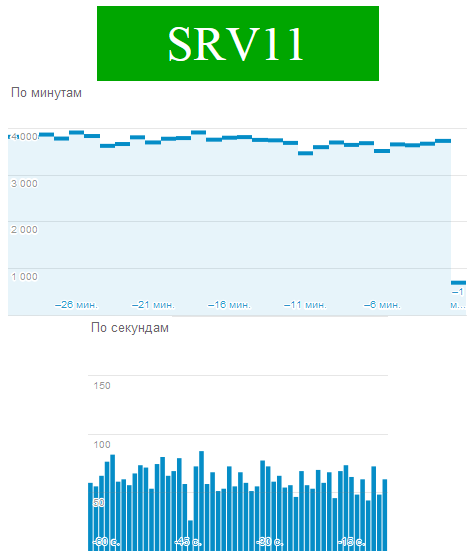 SRV11
По минутам
4 000
3 000
2 000
1 000
–26 мин. –21 мин. –16 мин. –11 мин. –6 мин. –1 м...
По секундам
150
100
50
-60 с. -45 с. -30 с. -15 с.